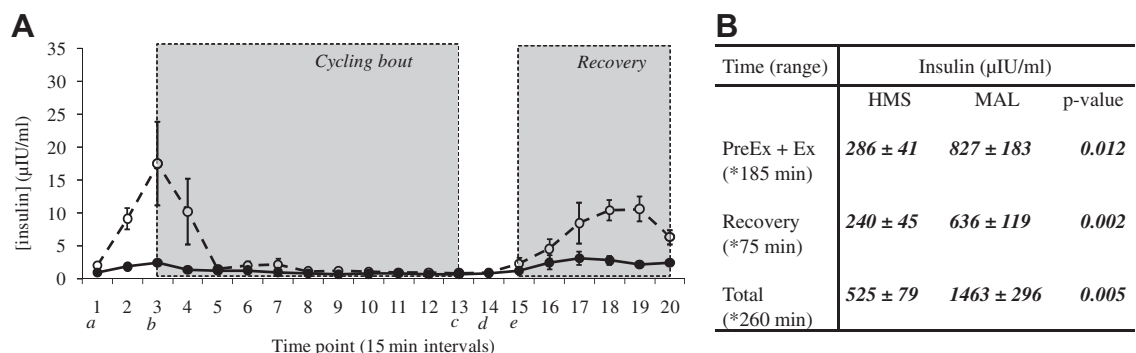 A
[insulin] (µIU/ml)
35
30
25
20
15
10
5
0
Cycling bout
Recovery
1 2 3 4 5 6 7 8 9 10 11 12 13 14 15 16 17 18 19 20
a b c d e
Time point (15 min intervals)
B
Time (range) Insulin (µIU/ml)
HMS MAL p-value
PreEx + Ex 286 ± 41 827 ± 183 0.012
(*185 min)
Recovery 240 ± 45 636 ± 119 0.002
(*75 min)
Total 525 ± 79 1463 ± 296 0.005
(*260 min)